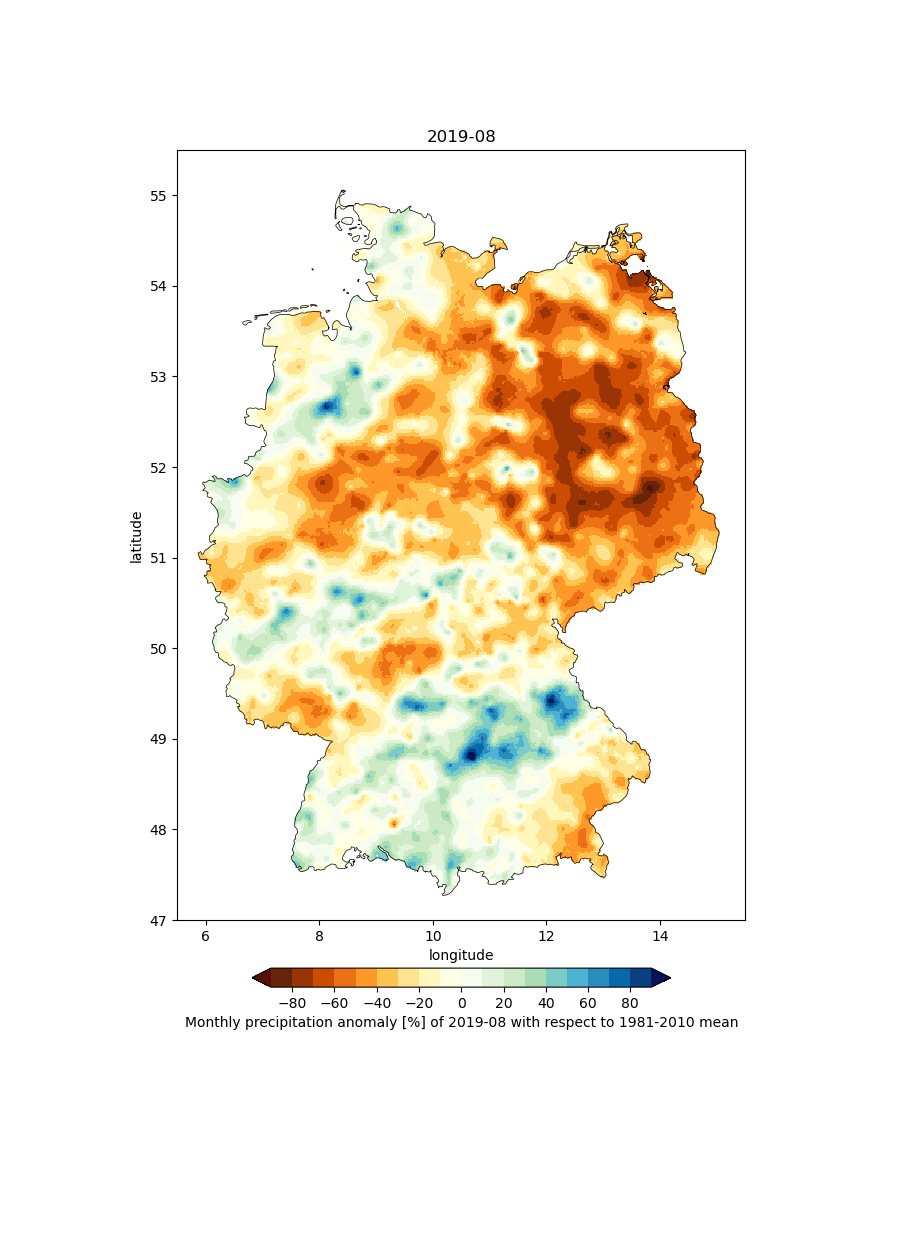 2019-08
55
54
53
52
51
50
49
48
47
latitude
6 8 10 12 14
longitude
−80 −60 −40 −20 0 20 40 60 80
Monthly precipitation anomaly [%] of 2019-08 with respect to 1981-2010 mean